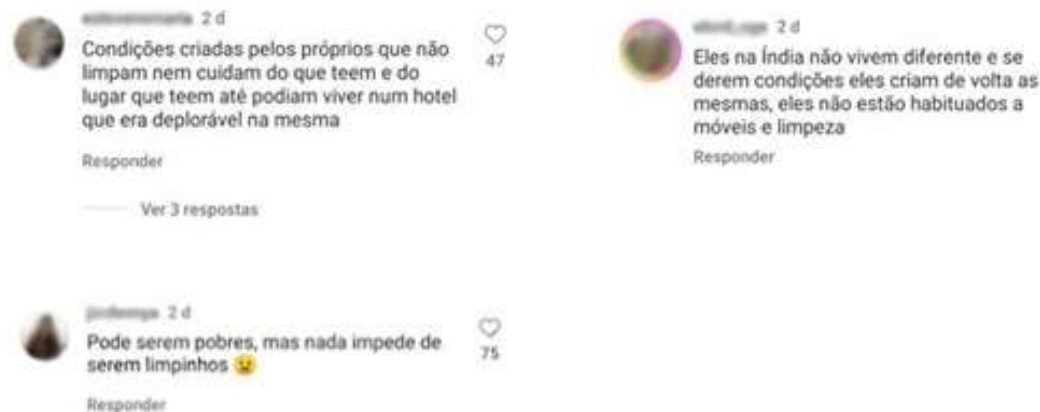 2 d
Condições criadas pelos próprios que não
limpam nem cuidam do que teem e do
lugar que teem até podiam viver num hotel
que era deplorável na mesma
47
Responder
Ver 3 respostas
2 d
Eles na Índia não vivem diferente e se
derem condições eles criam de volta as
mesmas, eles não estão habituados a
móveis e limpeza
Responder
2 d
Pode serem pobres, mas nada impede de
serem limpinhos 😟
75
Responder